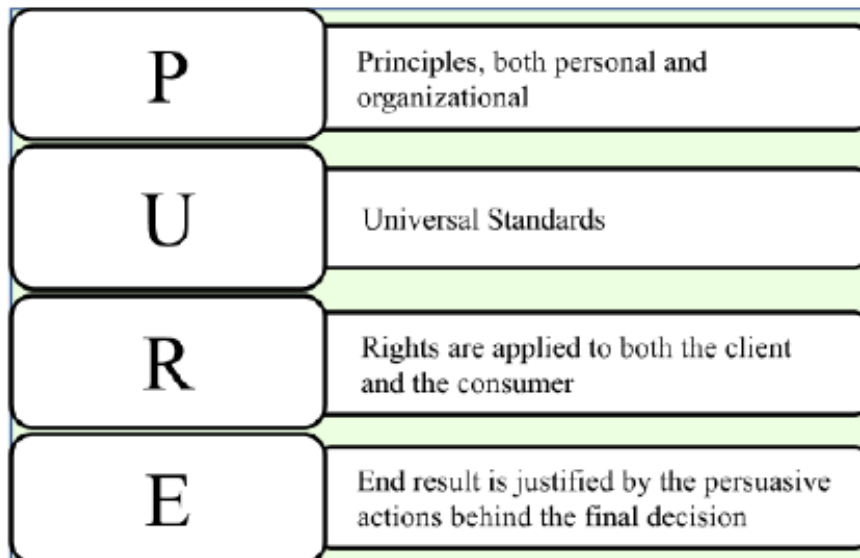 P
Principles, both personal and
organizational
U
Universal Standards
R
Rights are applied to both the client
and the consumer
E
End result is justified by the persuasive
actions behind the final decision